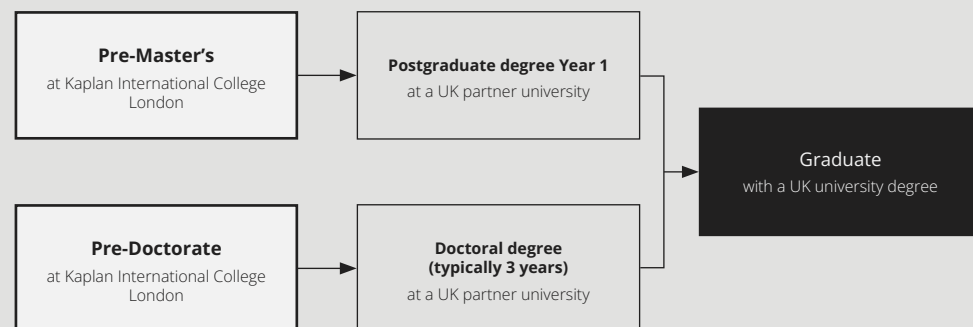 Pre-Master’s
at Kaplan International College
London
Postgraduate degree Year 1
at a UK partner university
Graduate
with a UK university degree
Pre-Doctorate
at Kaplan International College
London
Doctoral degree
(typically 3 years)
at a UK partner university